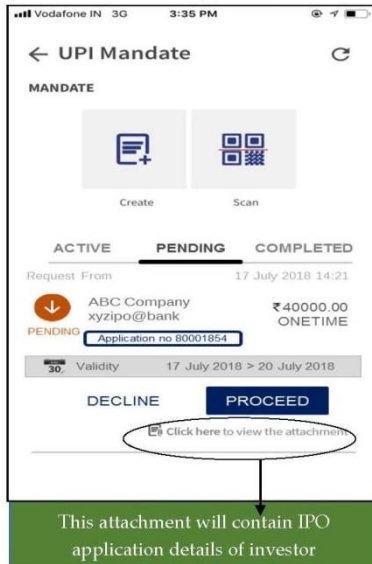 Vodafone IN 3G 3:35 PM
← UPI Mandate
MANDATE
Create Scan
ACTIVE PENDING COMPLETED
Request From 17 July 2018 14:21
ABC Company ₹40000.00
xyzipo@bank ONETIME
PENDING Application no 80001854
30 Validity 17 July 2018 > 20 July 2018
DECLINE PROCEED
Click here to view the attachment
This attachment will contain IPO
application details of investor